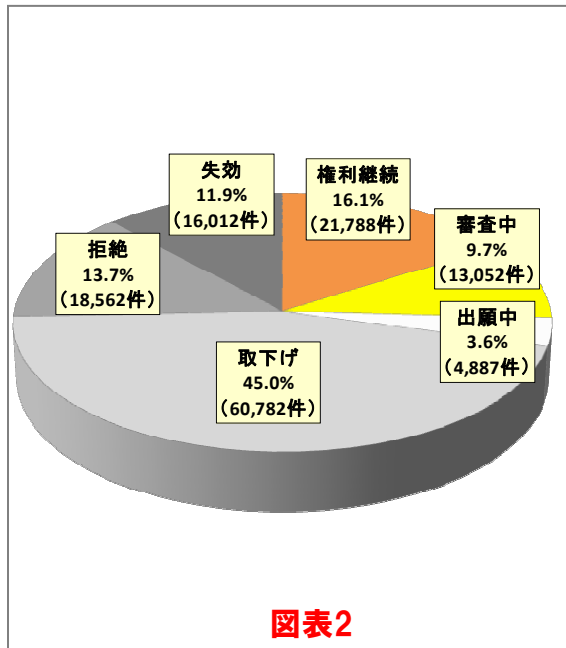 失効
11.9%
（16,012件）
権利継続
16.1%
（21,788件）
審査中
9.7%
（13,052件）
拒絶
13.7%
（18,562件）
出願中
3.6%
（4,887件）
取下げ
45.0%
（60,782件）
図表2